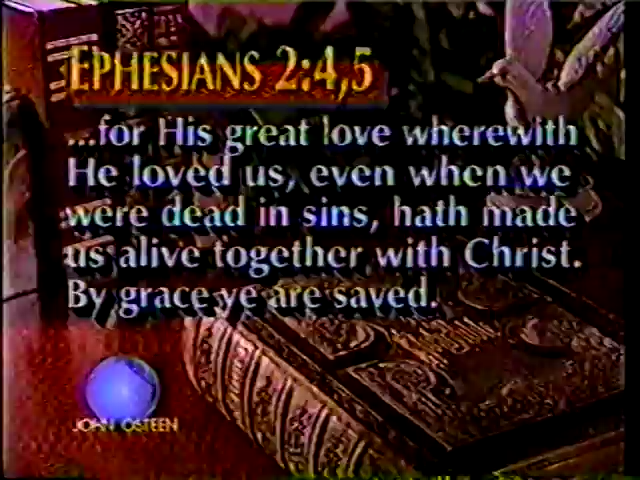 EPHESIANS 2:4,5
...for His great love wherewith
He loved us, even when we
were dead in sins, hath made
us alive together with Christ.
By grace ye are saved.
JOHN OSTEEN